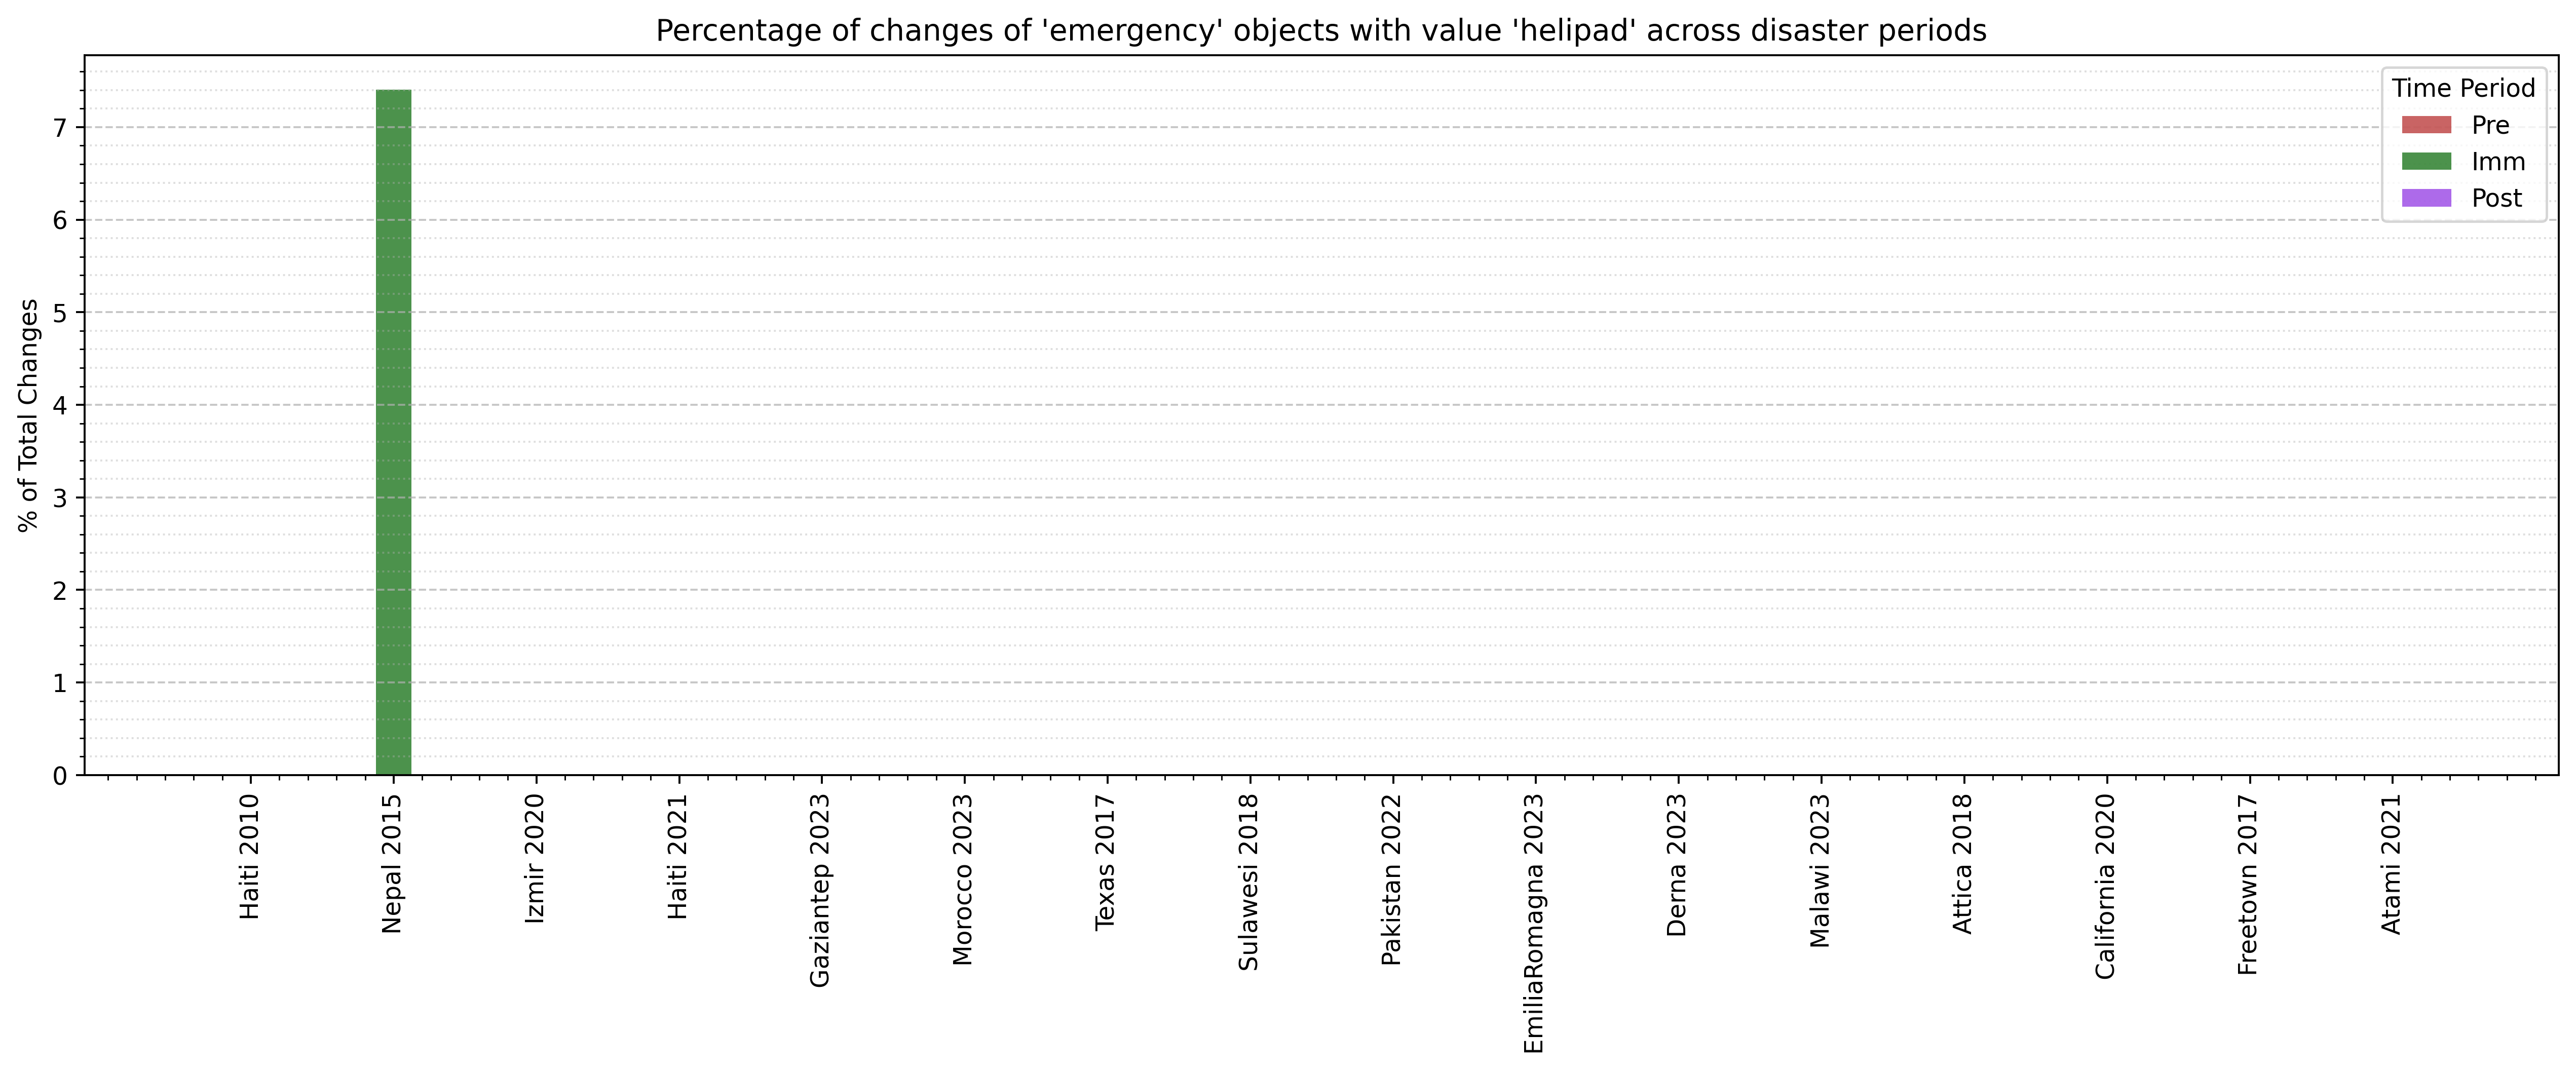 Percentage of changes of 'emergency' objects with value 'helipad' across disaster periods
% of Total Changes
7
6
5
4
3
2
1
0
Time Period
Pre
Imm
Post
Haiti 2010
Nepal 2015
Izmir 2020
Haiti 2021
Gaziantep 2023
Morocco 2023
Texas 2017
Sulawesi 2018
Pakistan 2022
EmiliaRomagna 2023
Derna 2023
Malawi 2023
Attica 2018
California 2020
Freetown 2017
Atami 2021